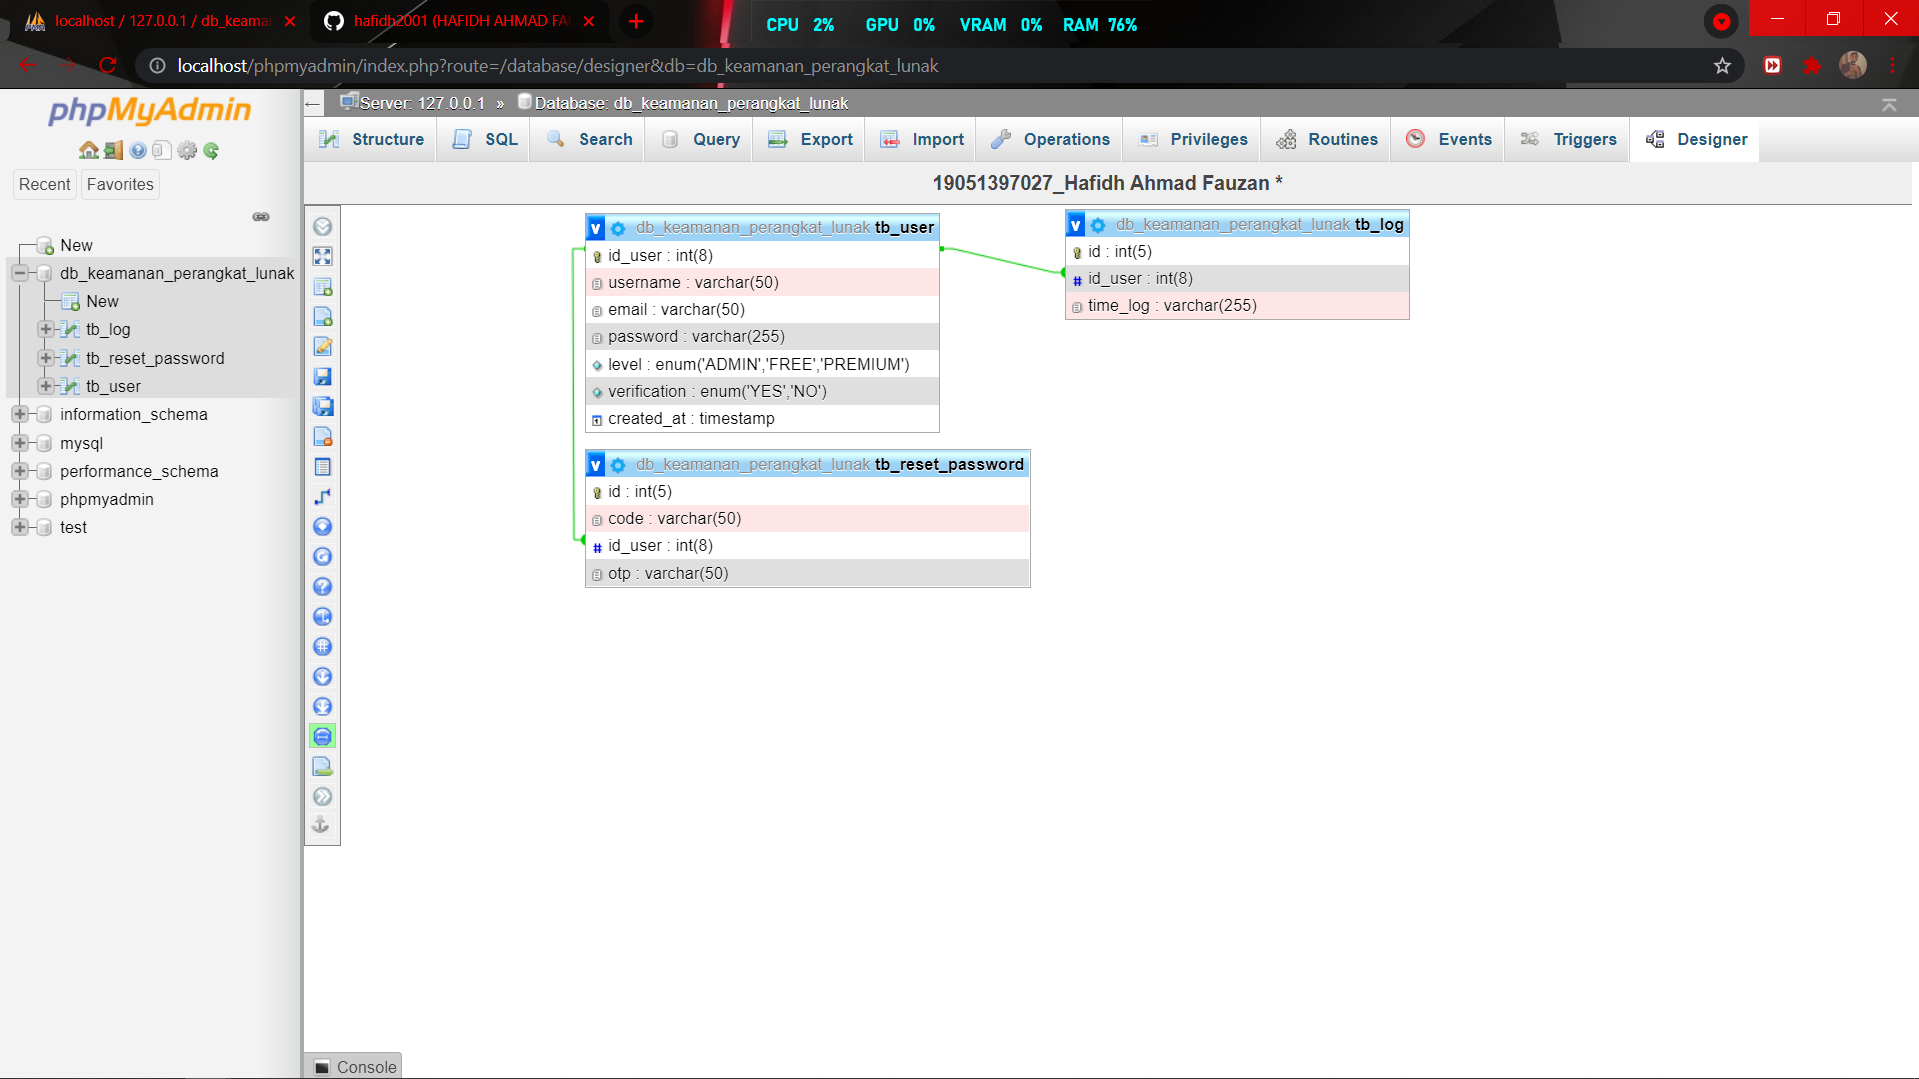 localhost / 127.0.0.1 / db_keama
hafidh2001 (HAFIDH AHMAD FA
CPU 2% GPU 0% VRAM 0% RAM 76%
localhost/phpmyadmin/index.php?route=/database/designer&db=db_keamanan_perangkat_lunak
phpMyAdmin
Recent Favorites
New
db_keamanan_perangkat_lunak
New
tb_log
tb_reset_password
tb_user
information_schema
mysql
performance_schema
phpmyadmin
test
Server: 127.0.0.1 » Database: db_keamanan_perangkat_lunak
Structure SQL Search Query Export Import Operations Privileges Routines Events Triggers Designer
19051397027_Hafidh Ahmad Fauzan *
v db_keamanan_perangkat_lunak tb_user
id_user : int(8)
username : varchar(50)
email : varchar(50)
password : varchar(255)
level : enum('ADMIN','FREE','PREMIUM')
verification : enum('YES','NO')
created_at : timestamp
v db_keamanan_perangkat_lunak tb_log
id : int(5)
# id_user : int(8)
time_log : varchar(255)
v db_keamanan_perangkat_lunak tb_reset_password
id : int(5)
code : varchar(50)
# id_user : int(8)
otp : varchar(50)
Console